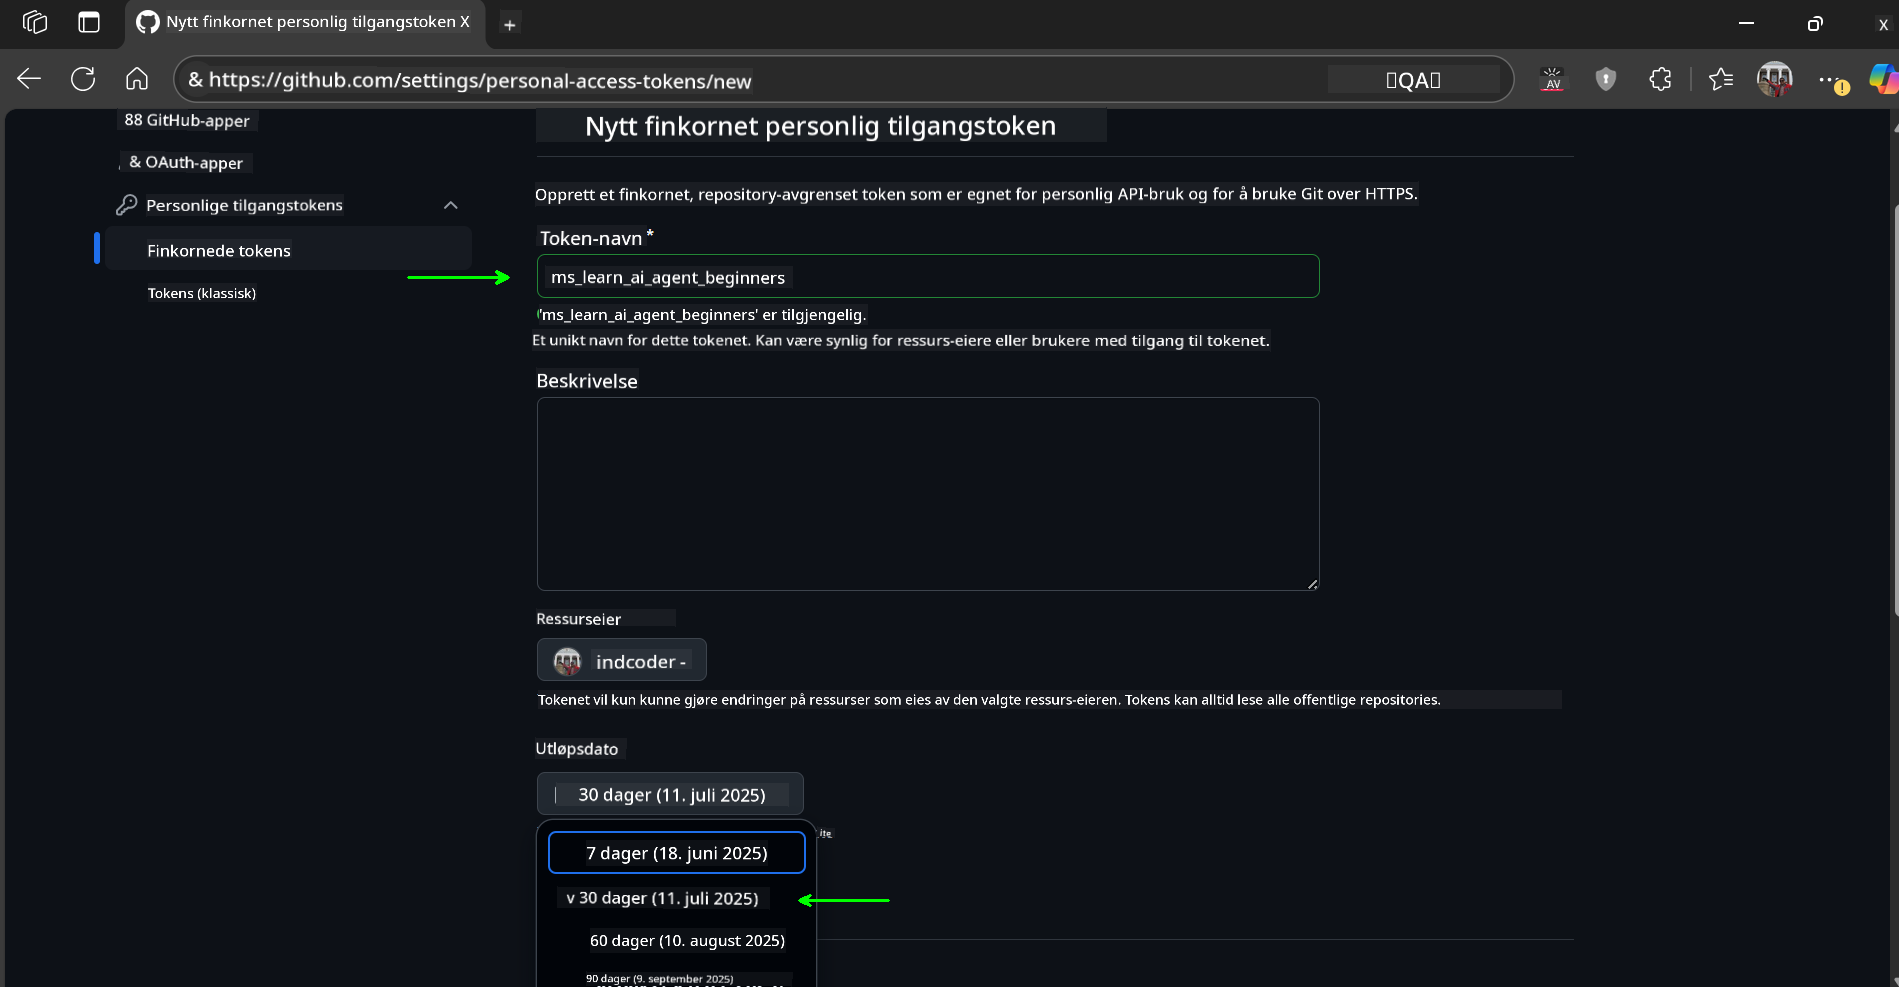 Nytt finkornet personlig tilgangstoken X
+
X
& https://github.com/settings/personal-access-tokens/new
QA
AV
88 GitHub-apper
& OAuth-apper
Personlige tilgangstokens
Finkornede tokens
Tokens (klassisk)
Nytt finkornet personlig tilgangstoken
Opprett et finkornet, repository-avgrenset token som er egnet for personlig API-bruk og for å bruke Git over HTTPS.
Token-navn *
ms_learn_ai_agent_beginners
'ms_learn_ai_agent_beginners' er tilgjengelig.
Et unikt navn for dette tokenet. Kan være synlig for ressurs-eiere eller brukere med tilgang til tokenet.
Beskrivelse
Ressurseier
indcoder -
Tokenet vil kun kunne gjøre endringer på ressurser som eies av den valgte ressurs-eieren. Tokens kan alltid lese alle offentlige repositories.
Utløpsdato
30 dager (11. juli 2025)
7 dager (18. juni 2025)
v 30 dager (11. juli 2025)
60 dager (10. august 2025)
90 dager (9. september 2025)